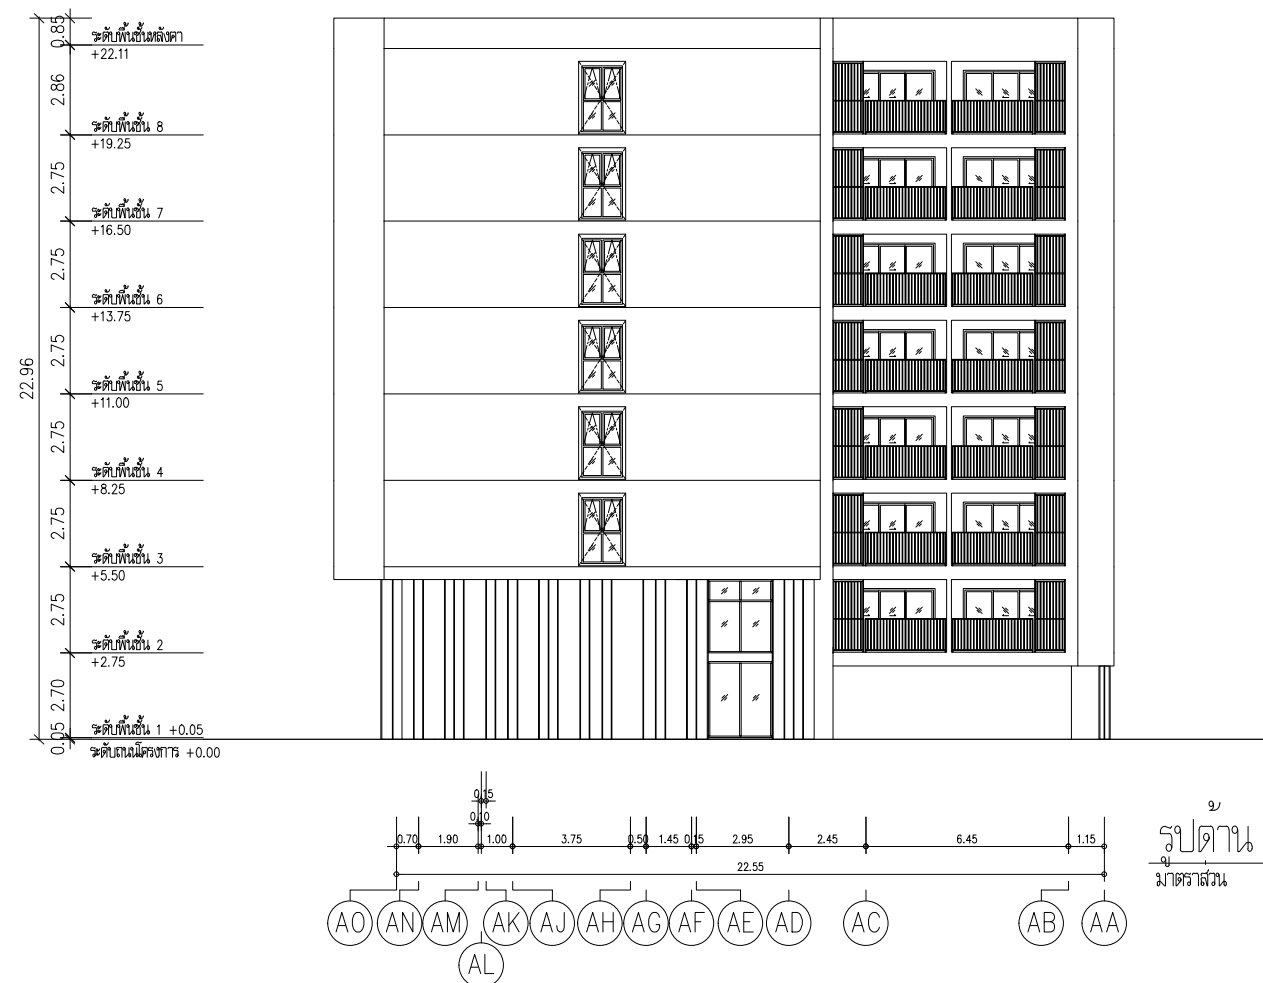 0.85
ระดับพื้นชั้นหลังคา
+22.11
2.86
ระดับพื้นชั้น 8
+19.25
2.75
ระดับพื้นชั้น 7
+16.50
2.75
ระดับพื้นชั้น 6
+13.75
2.75
22.96
ระดับพื้นชั้น 5
+11.00
2.75
ระดับพื้นชั้น 4
+8.25
2.75
ระดับพื้นชั้น 3
+5.50
2.75
ระดับพื้นชั้น 2
+2.75
2.70
ระดับพื้นชั้น 1 +0.05
0.05
ระดับถนนโครงการ +0.00
0.15
0.10
0.70 1.90 1.00 3.75 0.50 1.45 0.15 2.95 2.45 6.45 1.15
22.55
รูปด้าน
มาตราส่วน
AO AN AM AK AJ AH AG AF AE AD AC AB AA
AL